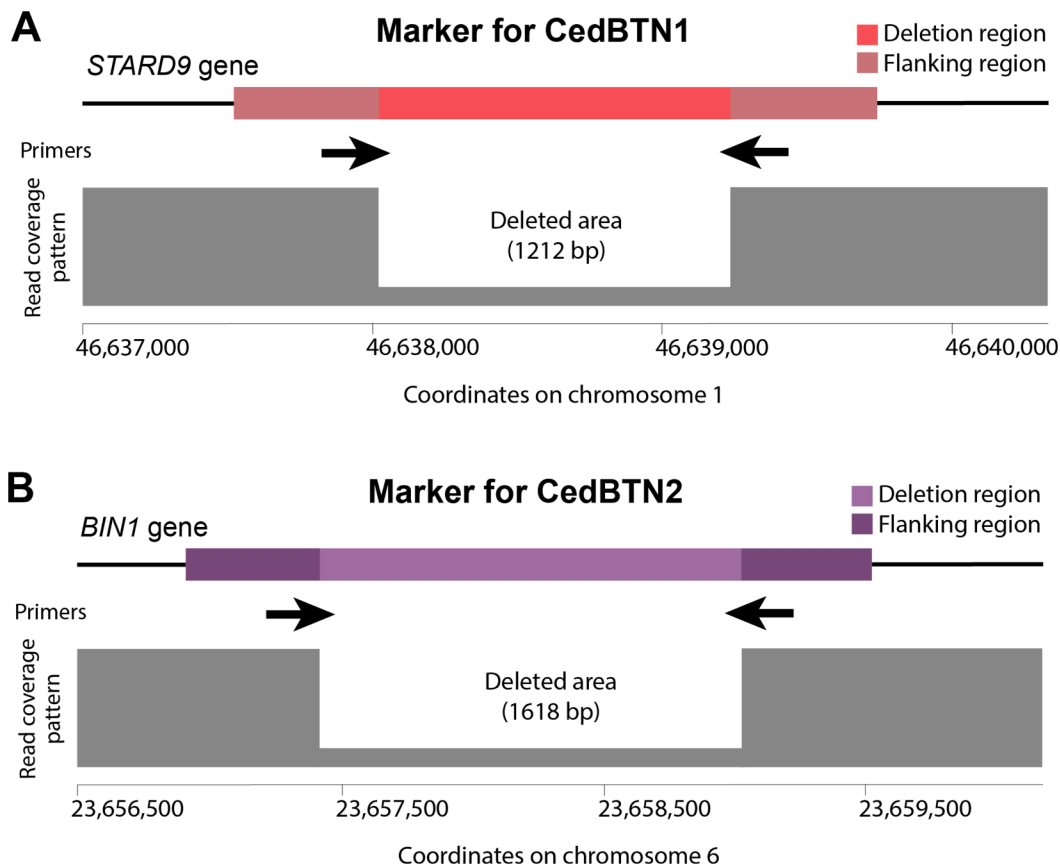 A
Marker for CedBTN1
Deletion region
Flanking region
STARD9 gene
Primers
Read coverage
pattern
Deleted area
(1212 bp)
46,637,000
46,638,000
46,639,000
46,640,000
Coordinates on chromosome 1
B
Marker for CedBTN2
Deletion region
Flanking region
BIN1 gene
Primers
Read coverage
pattern
Deleted area
(1618 bp)
23,656,500
23,657,500
23,658,500
23,659,500
Coordinates on chromosome 6